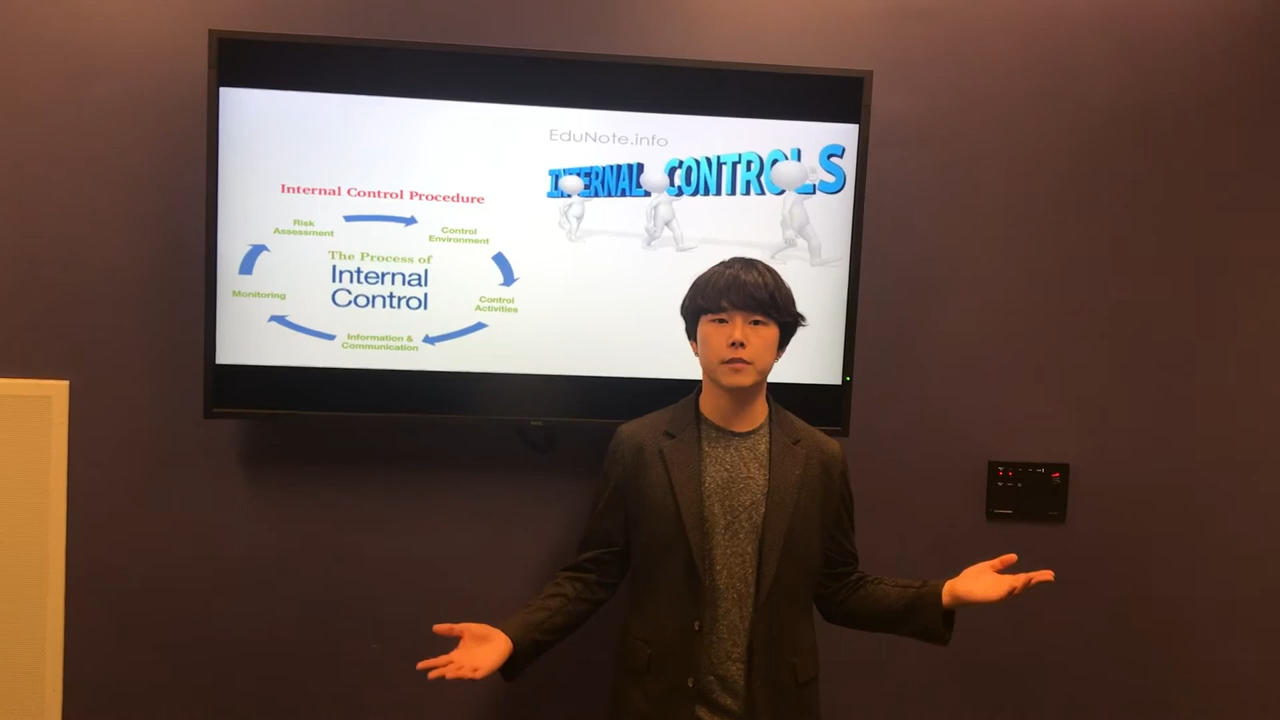 EduNote.info
INTERNAL CONTROLS
Internal Control Procedure
Risk
Assessment
Control
Environment
The Process of
Internal
Control
Monitoring
Control
Activities
Information &
Communication
NEC